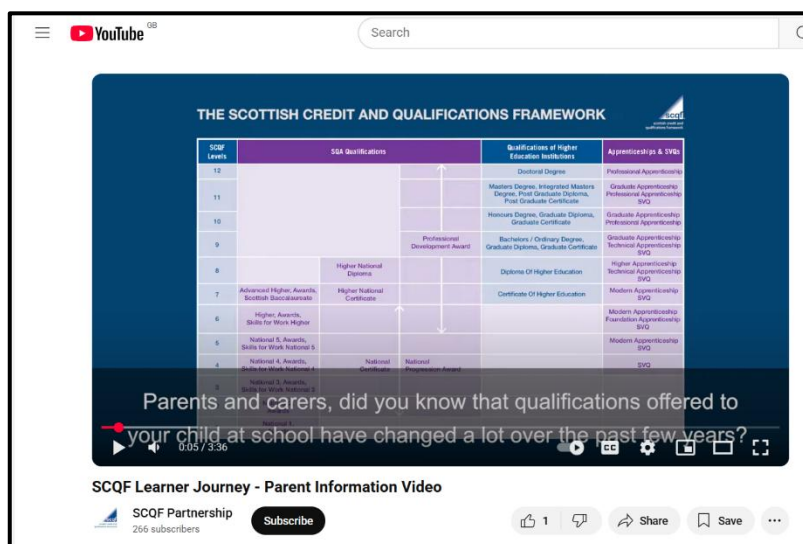 YouTube GB
Search
THE SCOTTISH CREDIT AND QUALIFICATIONS FRAMEWORK
SCQF
Levels
SQA Qualifications
Qualifications of Higher
Education Institutions
Apprenticeships & SVQs
12
Doctoral Degree
Professional Apprenticeship
11
Masters Degree, Integrated Masters
Degree, Post Graduate Diploma,
Post Graduate Certificate
Graduate Apprenticeship
Professional Apprenticeship
SVQ
10
Honours Degree, Graduate Diploma,
Graduate Certificate
Graduate Apprenticeship
Professional Apprenticeship
9
Professional
Development Award
Bachelors / Ordinary Degree,
Graduate Diploma, Graduate Certificate
Graduate Apprenticeship
Technical Apprenticeship
SVQ
8
Higher National
Diploma
Diploma Of Higher Education
Higher Apprenticeship
Technical Apprenticeship
SVQ
7
Advanced Higher, Awards,
Scottish Baccalaureate
Higher National
Certificate
Certificate Of Higher Education
Modern Apprenticeship
SVQ
6
Higher, Awards,
Skills for Work Higher
Modern Apprenticeship
Foundation Apprenticeship
SVQ
5
National 5, Awards,
Skills for Work National 5
Modern Apprenticeship
SVQ
4
National 4, Awards,
Skills for Work National 4
National
Certificate
National
Progression Award
SVQ
National 3, Awards,
Skills for Work National 3
Parents and carers, did you know that qualifications offered to
your child at school have changed a lot over the past few years?
0:05 / 3:36
CC
SCQF Learner Journey - Parent Information Video
SCQF Partnership
266 subscribers
Subscribe
1
Share
Save